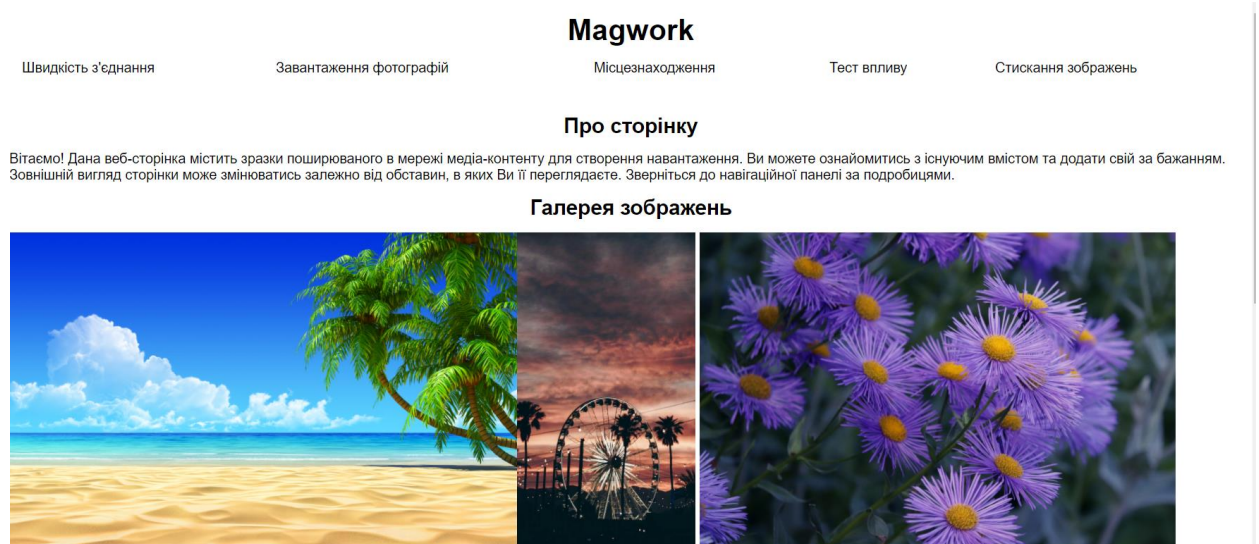 Magwork
Швидкість з'єднання Завантаження фотографій Місцезнаходження Тест впливу Стискання зображень
Про сторінку
Вітаємо! Дана веб-сторінка містить зразки поширюваного в мережі медіа-контенту для створення навантаження. Ви можете ознайомитись з існуючим вмістом та додати свій за бажанням.
Зовнішній вигляд сторінки може змінюватись залежно від обставин, в яких Ви її переглядаєте. Зверніться до навігаційної панелі за подробицями.
Галерея зображень